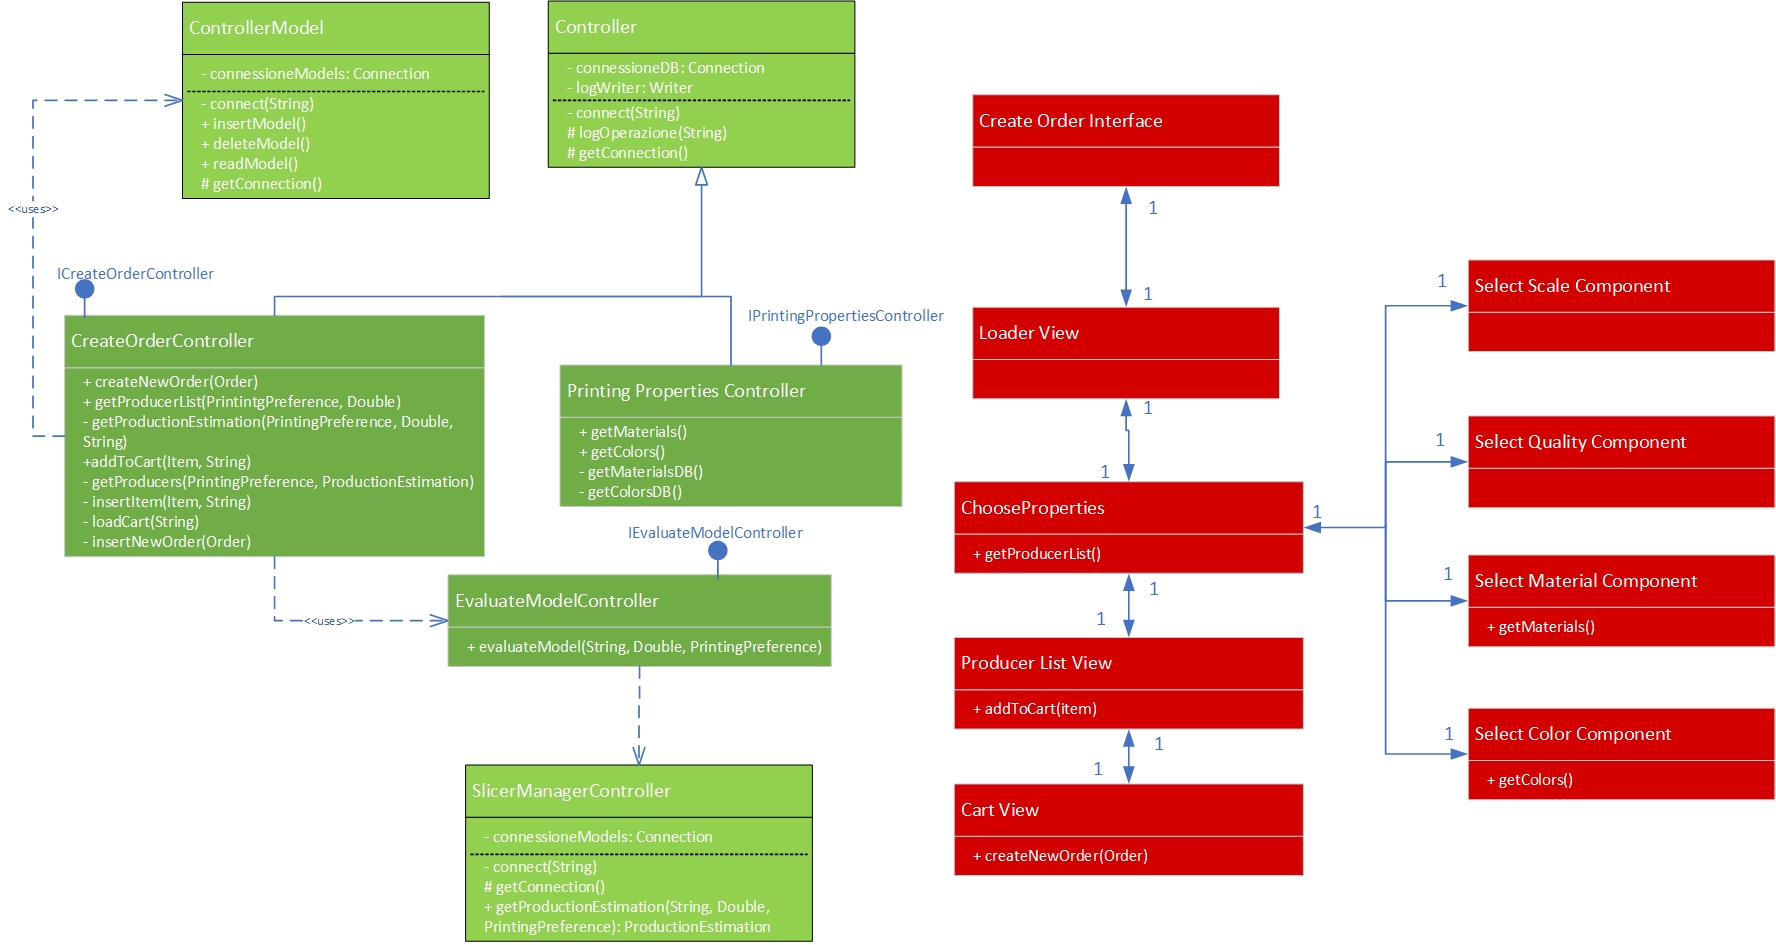 ControllerModel
- connessioneModels: Connection
- connect(String)
+ insertModel()
+ deleteModel()
+ readModel()
# getConnection()
Controller
- connessioneDB: Connection
- logWriter: Writer
- connect(String)
# logOperazione(String)
# getConnection()
<<uses>>
ICreateOrderController
CreateOrderController
+ createNewOrder(Order)
+ getProducerList(PrintintgPreference, Double)
- getProductionEstimation(PrintingPreference, Double,
String)
+addToCart(Item, String)
- getProducers(PrintingPreference, ProductionEstimation)
- insertItem(Item, String)
- loadCart(String)
- insertNewOrder(Order)
IPrintingPropertiesController
Printing Properties Controller
+ getMaterials()
+ getColors()
- getMaterialsDB()
- getColorsDB()
IEvaluateModelController
EvaluateModelController
+ evaluateModel(String, Double, PrintingPreference)
<<uses>>
SlicerManagerController
- connessioneModels: Connection
- connect(String)
# getConnection()
+ getProductionEstimation(String, Double,
PrintingPreference): ProductionEstimation
Create Order Interface
1
1
Loader View
1
1
ChooseProperties
+ getProducerList()
1
1
1
Producer List View
+ addToCart(item)
1
1
Cart View
+ createNewOrder(Order)
1
Select Scale Component
1
Select Quality Component
1
Select Material Component
+ getMaterials()
1
Select Color Component
+ getColors()